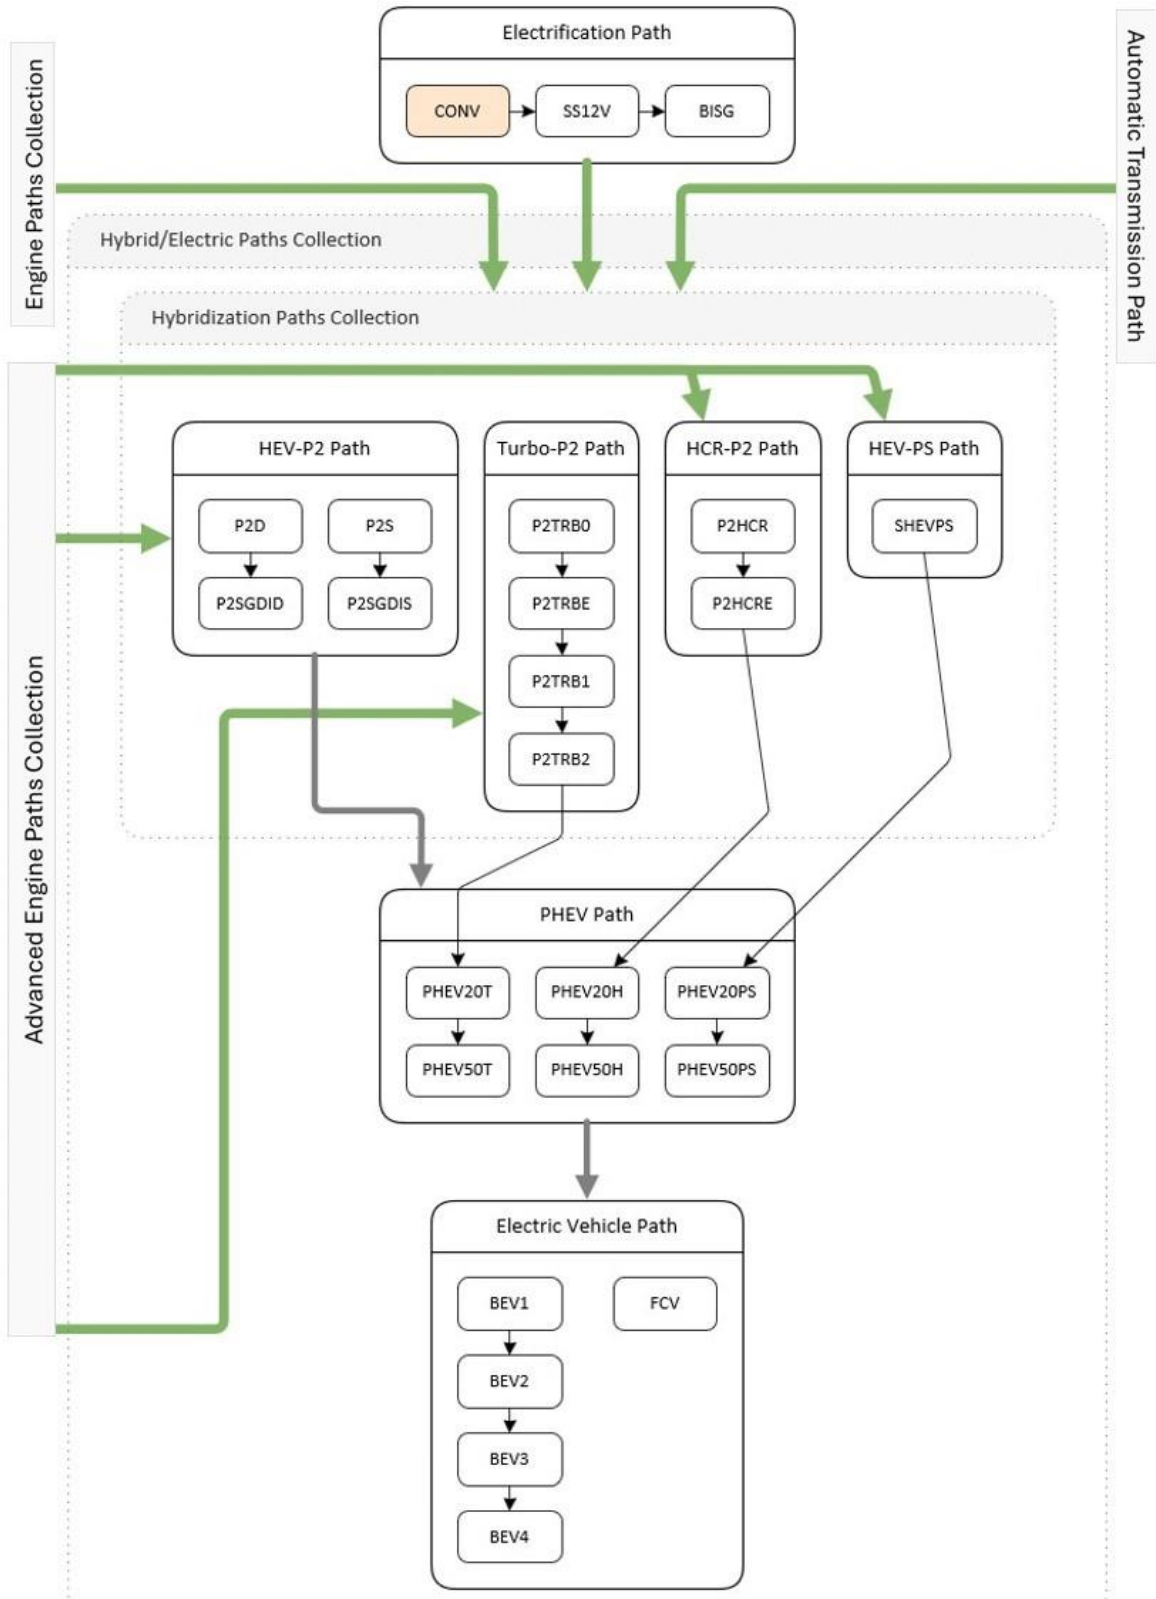 Electrification Path
CONV
SS12V
BISG
Engine Paths Collection
Automatic Transmission Path
Hybrid/Electric Paths Collection
Hybridization Paths Collection
Advanced Engine Paths Collection
HEV-P2 Path
P2D
P2S
P2SGDID
P2SGDIS
Turbo-P2 Path
P2TRB0
P2TRBE
P2TRB1
P2TRB2
HCR-P2 Path
P2HCR
P2HCRE
HEV-PS Path
SHEVPS
PHEV Path
PHEV20T
PHEV20H
PHEV20PS
PHEV50T
PHEV50H
PHEV50PS
Electric Vehicle Path
BEV1
FCV
BEV2
BEV3
BEV4